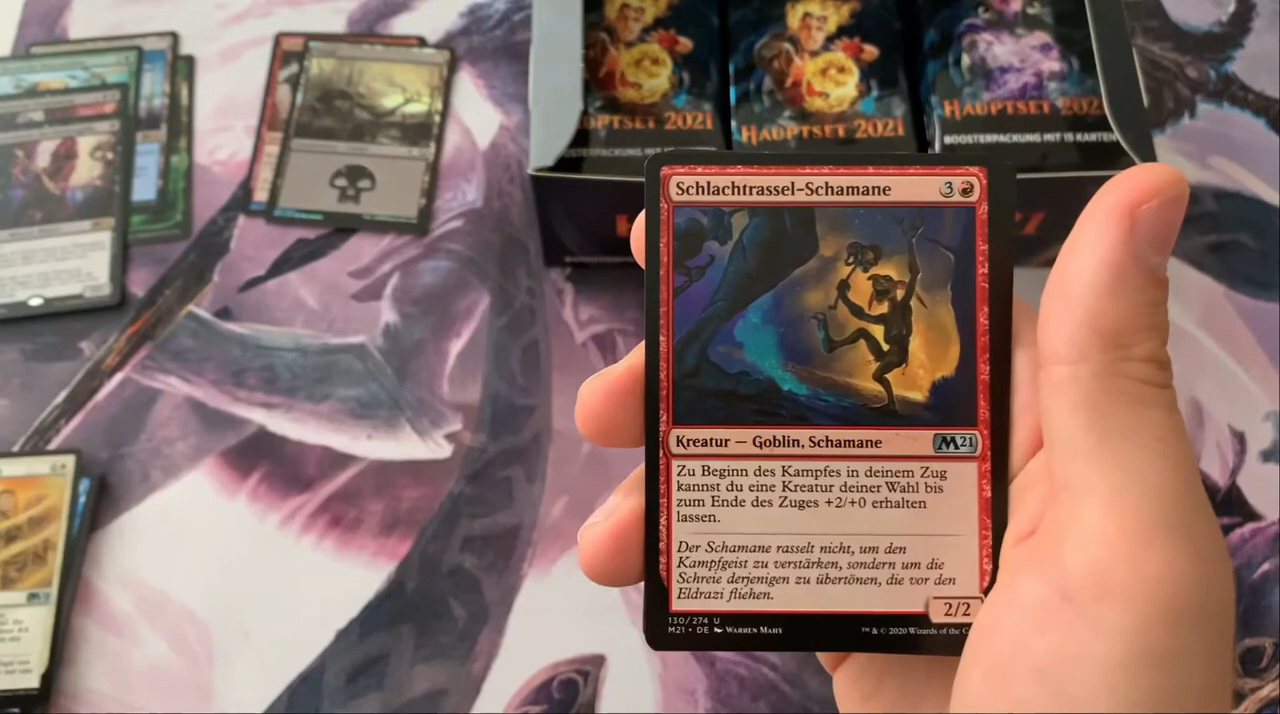 HAUPTSET 2021
HAUPTSET 2021
BOOSTERPACKUNG MIT 15 KARTEN
Schlachtrassel-Schamane 3
Kreatur — Goblin, Schamane M21
Zu Beginn des Kampfes in deinem Zug
kannst du eine Kreatur deiner Wahl bis
zum Ende des Zuges +2/+0 erhalten
lassen.
Der Schamane rasselt nicht, um den
Kampfgeist zu verstärken, sondern um die
Schreie derjenigen zu übertönen, die vor den
Eldrazi fliehen.
2/2
130/274 U
M21 • DE WARREN MAHY ™ & © 2020 Wizards of the C